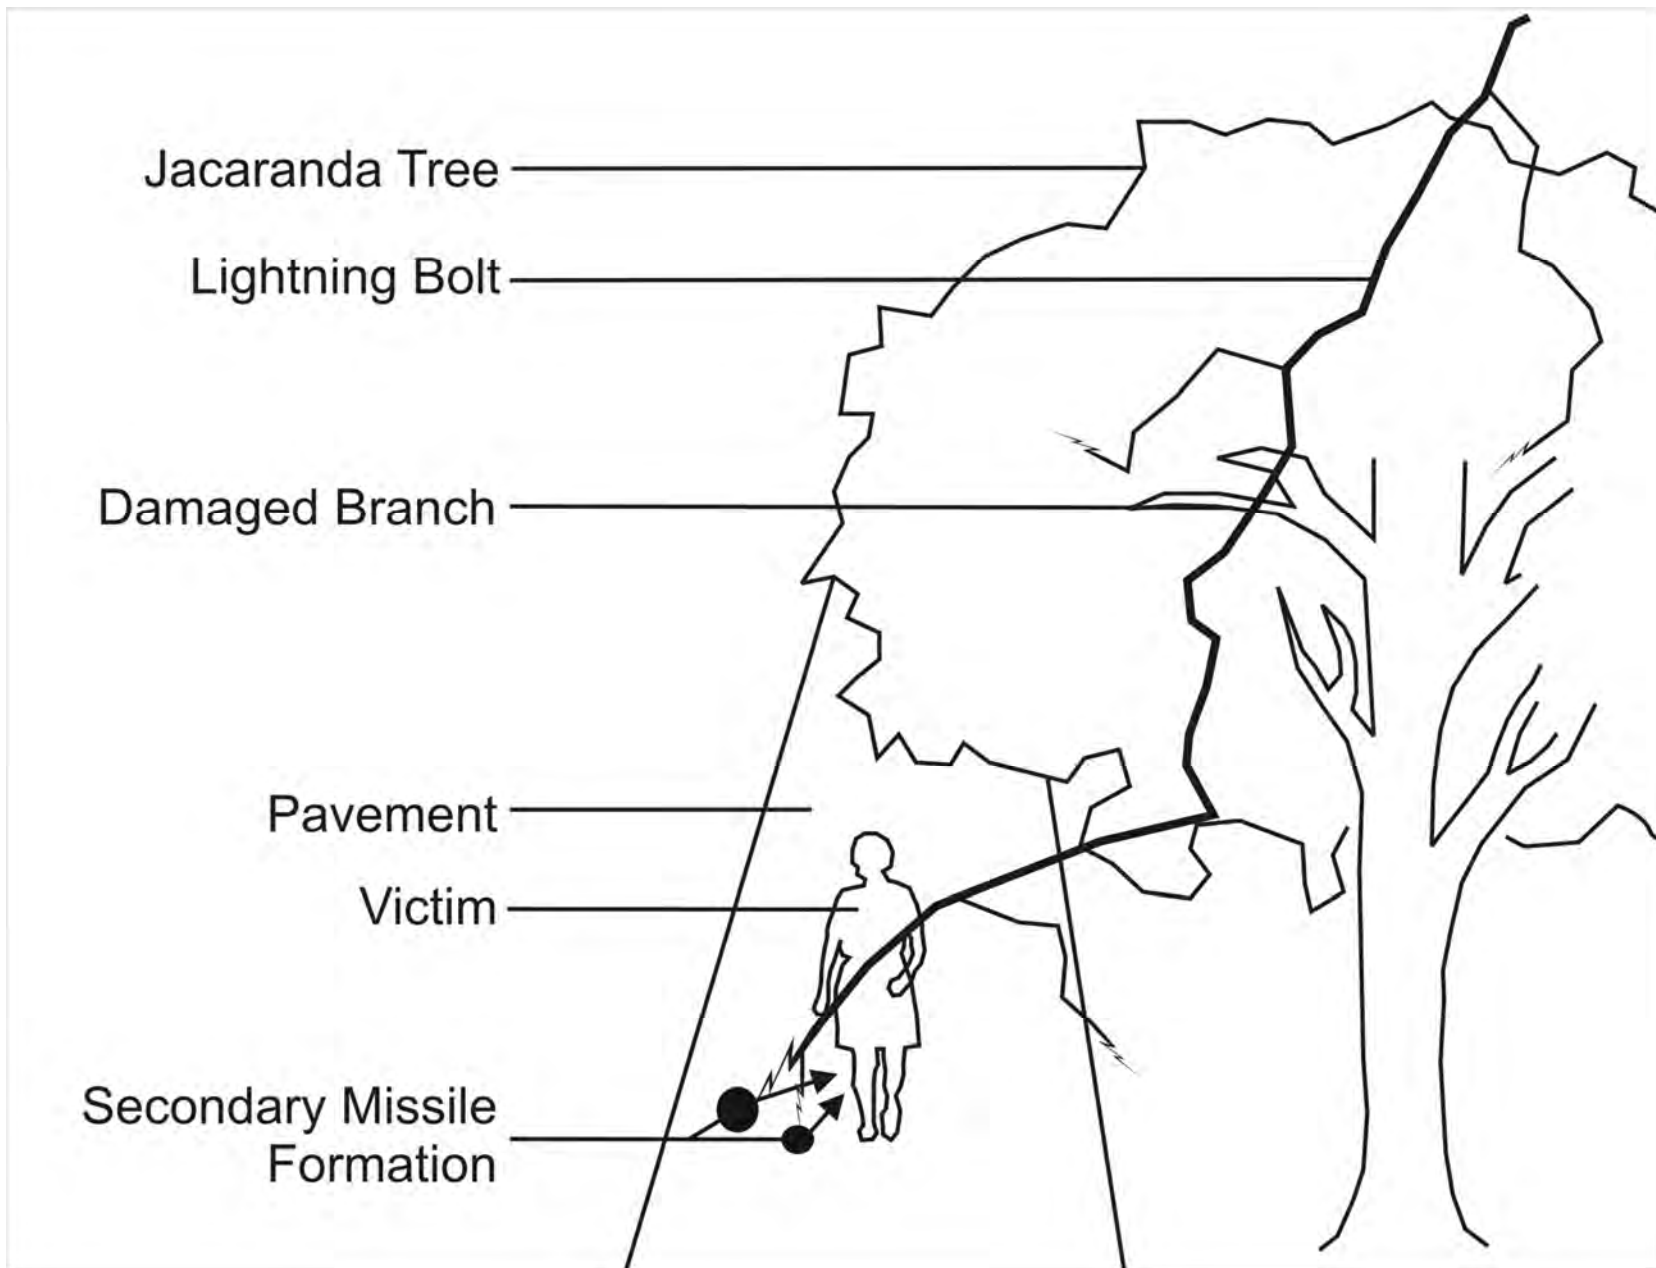 Jacaranda Tree
Lightning Bolt
Damaged Branch
Pavement
Victim
Secondary Missile
Formation